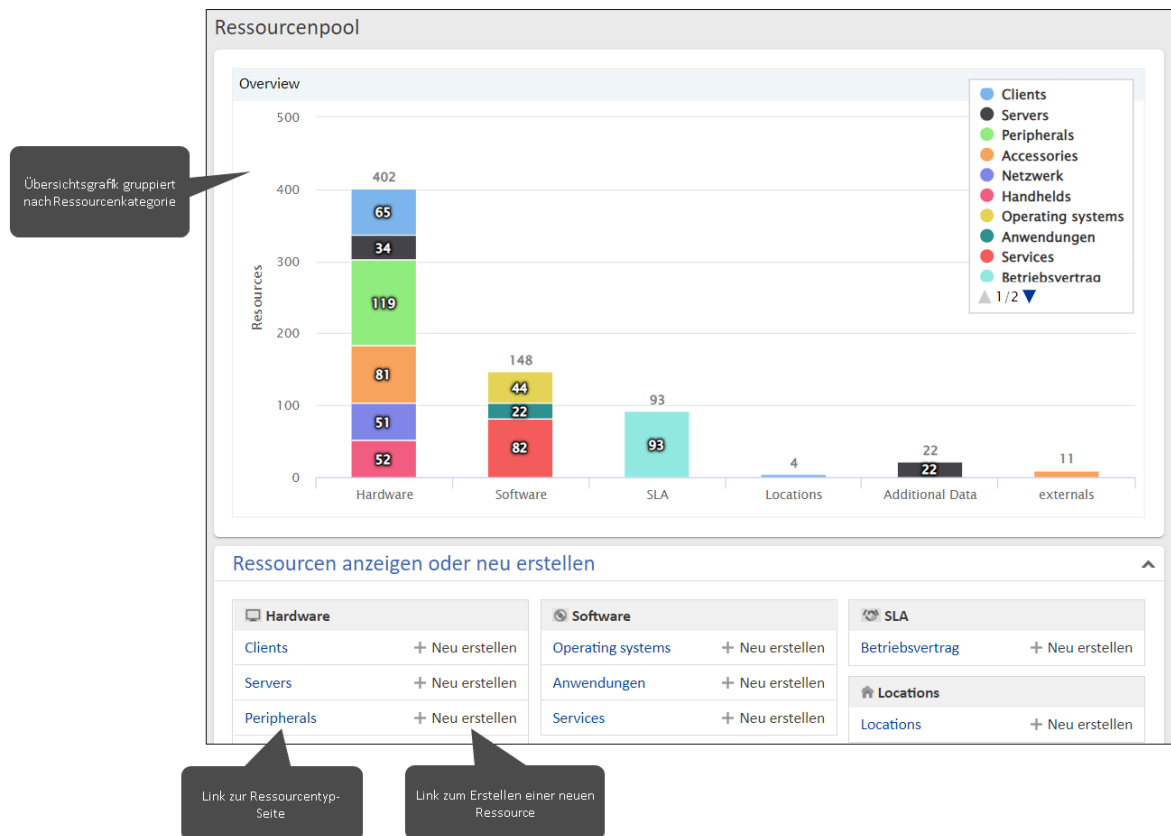 Ressourcenpool
Overview
Clients
Servers
Peripherals
Accessories
Netzwerk
Handhelds
Operating systems
Anwendungen
Services
Betriebsvertrag
1/2
Übersichtsgrafik gruppiert
nach Ressourcenkategorie
Resources
500
400
300
200
100
0
402
65
34
119
81
51
52
148
44
22
82
93
93
4
22
22
11
Hardware
Software
SLA
Locations
Additional Data
externals
Ressourcen anzeigen oder neu erstellen
Hardware
Clients + Neu erstellen
Servers + Neu erstellen
Peripherals + Neu erstellen
Software
Operating systems + Neu erstellen
Anwendungen + Neu erstellen
Services + Neu erstellen
SLA
Betriebsvertrag + Neu erstellen
Locations
Locations + Neu erstellen
Link zur Ressourcentyp-
Seite
Link zum Erstellen einer neuen
Ressource